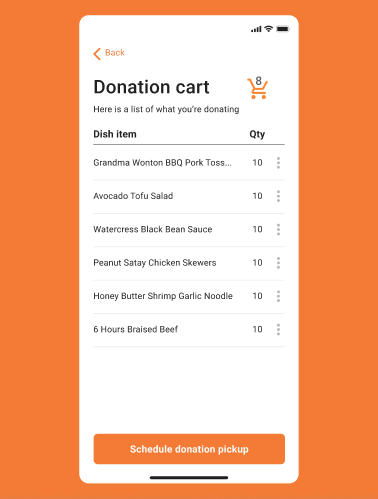 Back
Donation cart 8
Here is a list of what you're donating
Dish item Qty
Grandma Wonton BBQ Pork Toss... 10
Avocado Tofu Salad 10
Watercress Black Bean Sauce 10
Peanut Satay Chicken Skewers 10
Honey Butter Shrimp Garlic Noodle 10
6 Hours Braised Beef 10
Schedule donation pickup